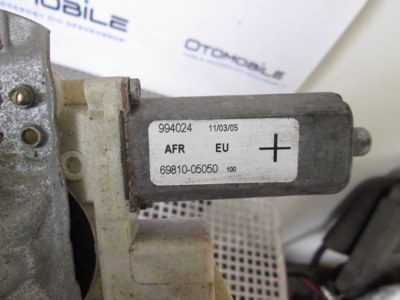 OTOMOBILE
OTOMOBILE
994024 11/03/05
AFR EU +
69810-05050 100